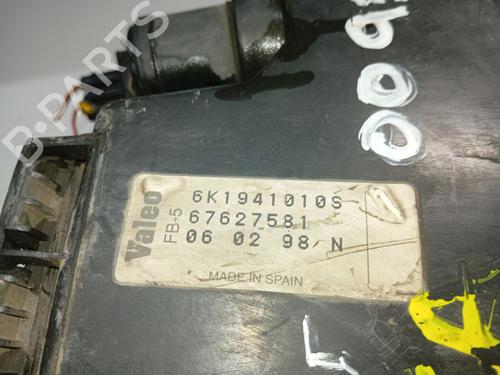 B-PARTS
Valeo
FB-5
6K1941010S
67627581
06 02 98 N
MADE IN SPAIN